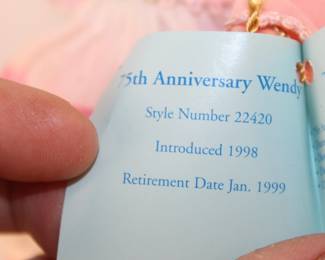 75th Anniversary Wendy
Style Number 22420
Introduced 1998
Retirement Date Jan. 1999